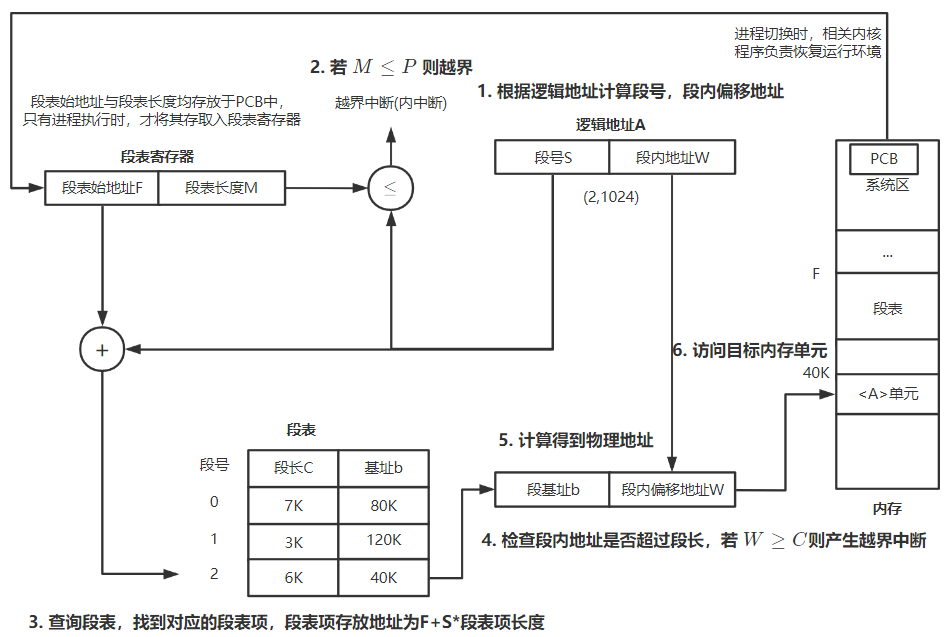 进程切换时，相关内核
程序负责恢复运行环境
2. 若 M ≤ P 则越界
1. 根据逻辑地址计算段号，段内偏移地址
段表始地址与段表长度均存放于PCB中，
只有进程执行时，才将其存取入段表寄存器
越界中断(内中断)
逻辑地址A
段表寄存器
段号S
段内地址W
PCB
系统区
段表始地址F
段表长度M
≤
(2,1024)
...
F
段表
+
6. 访问目标内存单元
40K
<A>单元
段表
5. 计算得到物理地址
段号
段长C
基址b
段基址b
段内偏移地址W
内存
0
7K
80K
1
3K
120K
4. 检查段内地址是否超过段长，若 W ≥ C则产生越界中断
2
6K
40K
3. 查询段表，找到对应的段表项，段表项存放地址为F+S*段表项长度